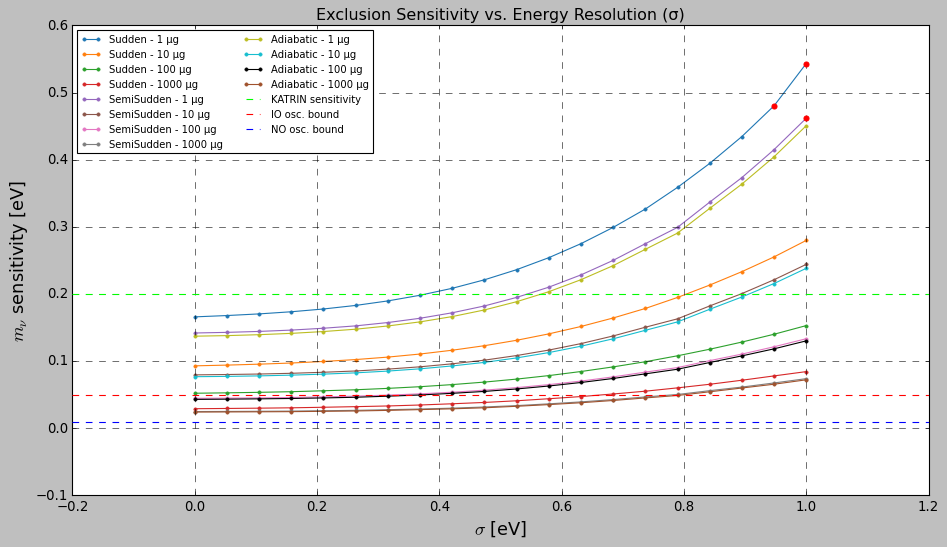 Exclusion Sensitivity vs. Energy Resolution (σ)
0.6
0.5
0.4
0.3
0.2
0.1
0.0
−0.1
mν sensitivity [eV]
Sudden - 1 μg
Sudden - 10 μg
Sudden - 100 μg
Sudden - 1000 μg
SemiSudden - 1 μg
SemiSudden - 10 μg
SemiSudden - 100 μg
SemiSudden - 1000 μg
Adiabatic - 1 μg
Adiabatic - 10 μg
Adiabatic - 100 μg
Adiabatic - 1000 μg
KATRIN sensitivity
IO osc. bound
NO osc. bound
−0.2 0.0 0.2 0.4 0.6 0.8 1.0 1.2
σ [eV]